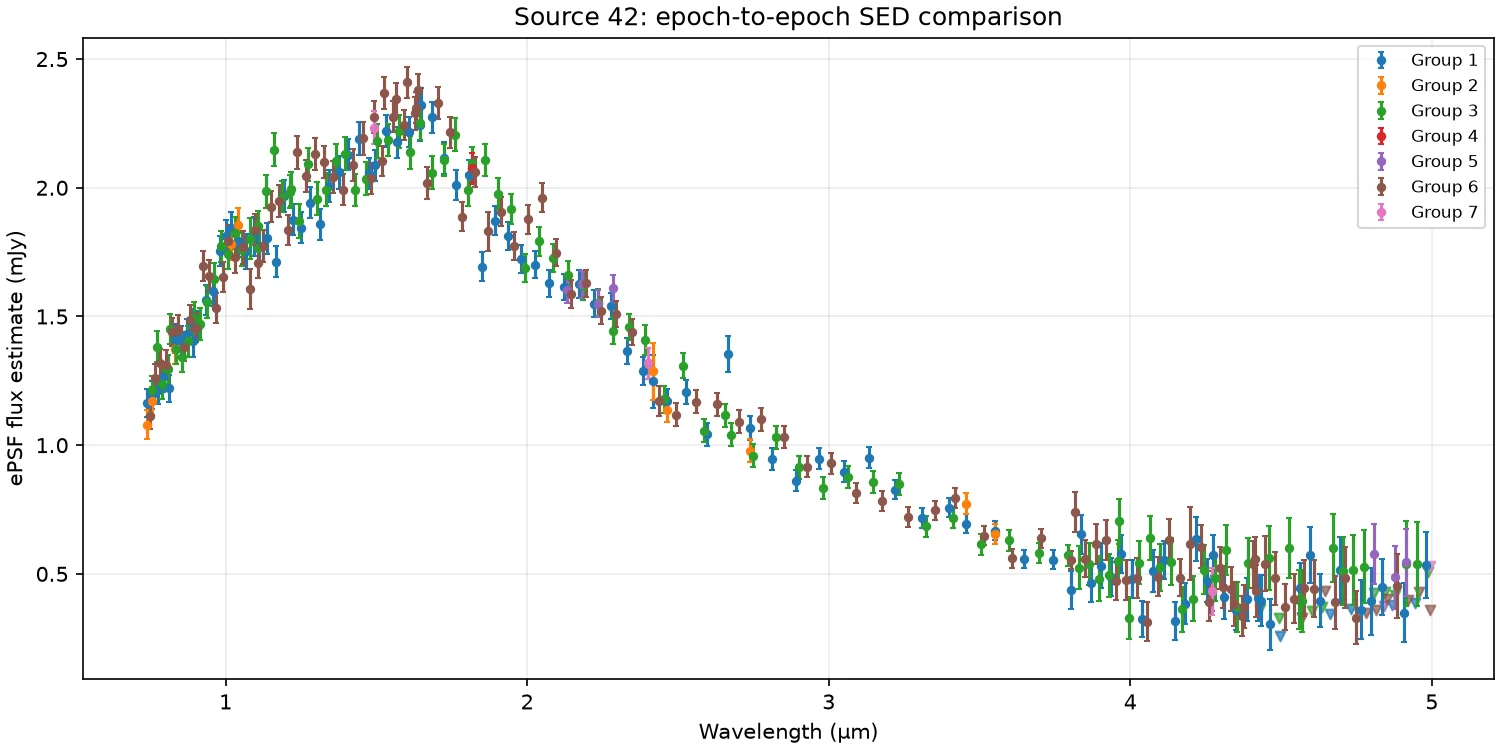 Source 42: epoch-to-epoch SED comparison
ePSF flux estimate (mJy)
2.5
2.0
1.5
1.0
0.5
Group 1
Group 2
Group 3
Group 4
Group 5
Group 6
Group 7
1 2 3 4 5
Wavelength (μm)